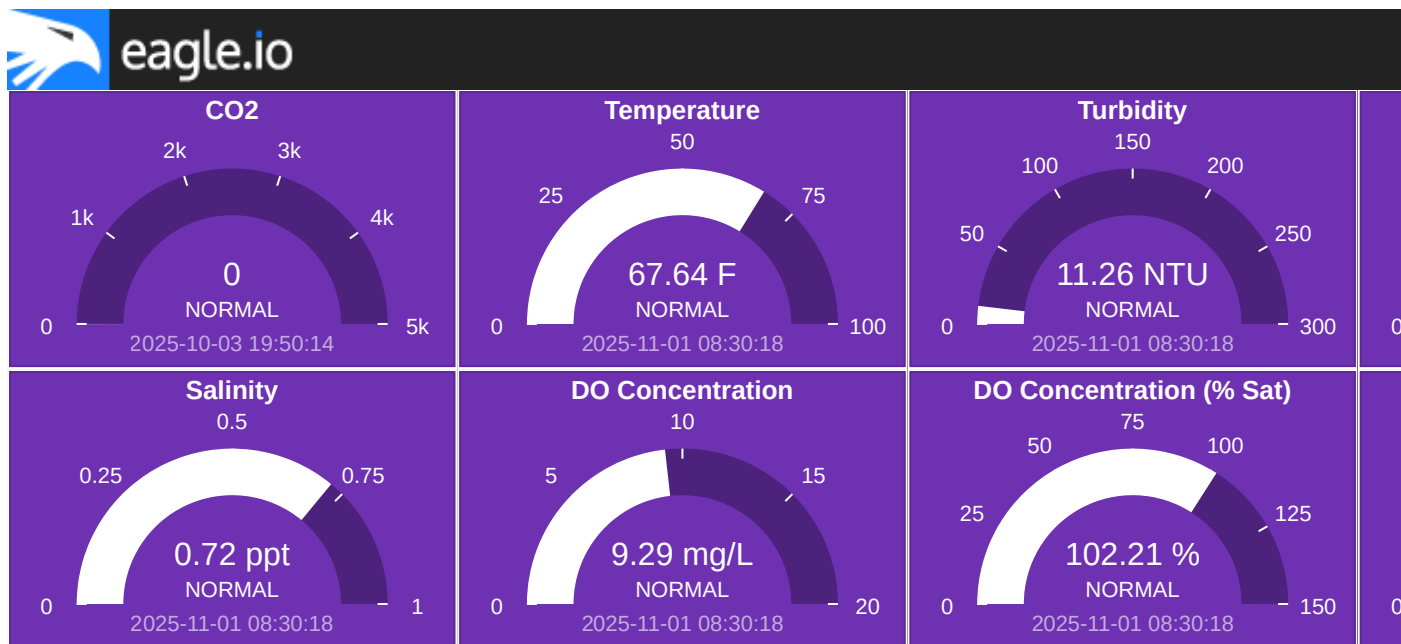 eagle.io
CO2
2k 3k
1k 4k
0
NORMAL
0 5k
2025-10-03 19:50:14
Temperature
50
25 75
67.64 F
NORMAL
0 100
2025-11-01 08:30:18
Turbidity
150
100 200
50 250
11.26 NTU
NORMAL
0 300
2025-11-01 08:30:18
0
Salinity
0.5
0.25 0.75
0.72 ppt
NORMAL
0 1
2025-11-01 08:30:18
DO Concentration
10
5 15
9.29 mg/L
NORMAL
0 20
2025-11-01 08:30:18
DO Concentration (% Sat)
75
50 100
25 125
102.21 %
NORMAL
0 150
2025-11-01 08:30:18
0